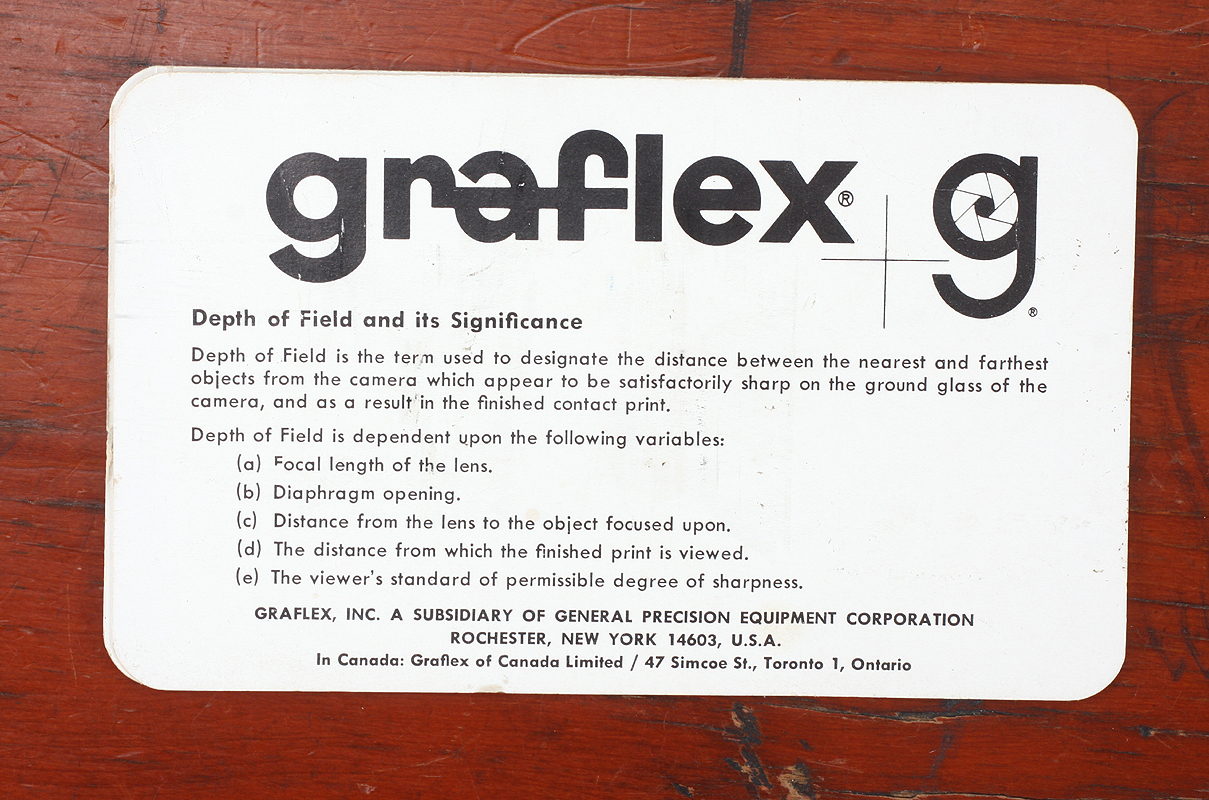 graflex® g®
Depth of Field and its Significance
Depth of Field is the term used to designate the distance between the nearest and farthest
objects from the camera which appear to be satisfactorily sharp on the ground glass of the
camera, and as a result in the finished contact print.
Depth of Field is dependent upon the following variables:
(a) Focal length of the lens.
(b) Diaphragm opening.
(c) Distance from the lens to the object focused upon.
(d) The distance from which the finished print is viewed.
(e) The viewer's standard of permissible degree of sharpness.
GRAFLEX, INC. A SUBSIDIARY OF GENERAL PRECISION EQUIPMENT CORPORATION
ROCHESTER, NEW YORK 14603, U.S.A.
In Canada: Graflex of Canada Limited / 47 Simcoe St., Toronto 1, Ontario